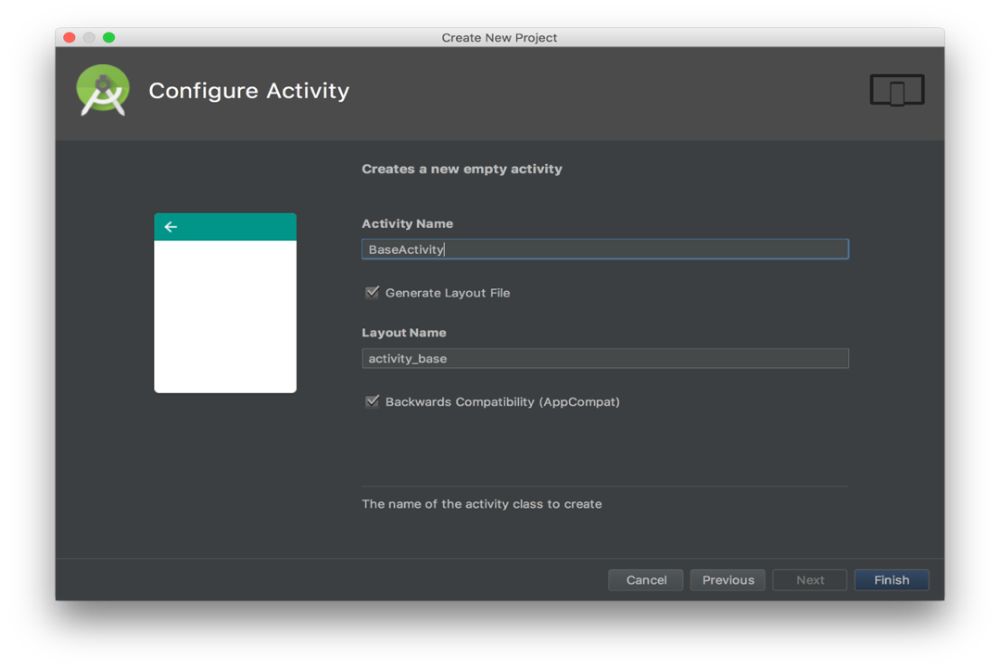 Create New Project
Configure Activity
Creates a new empty activity
Activity Name
BaseActivity
Generate Layout File
Layout Name
activity_base
Backwards Compatibility (AppCompat)
The name of the activity class to create
Cancel Previous Next Finish